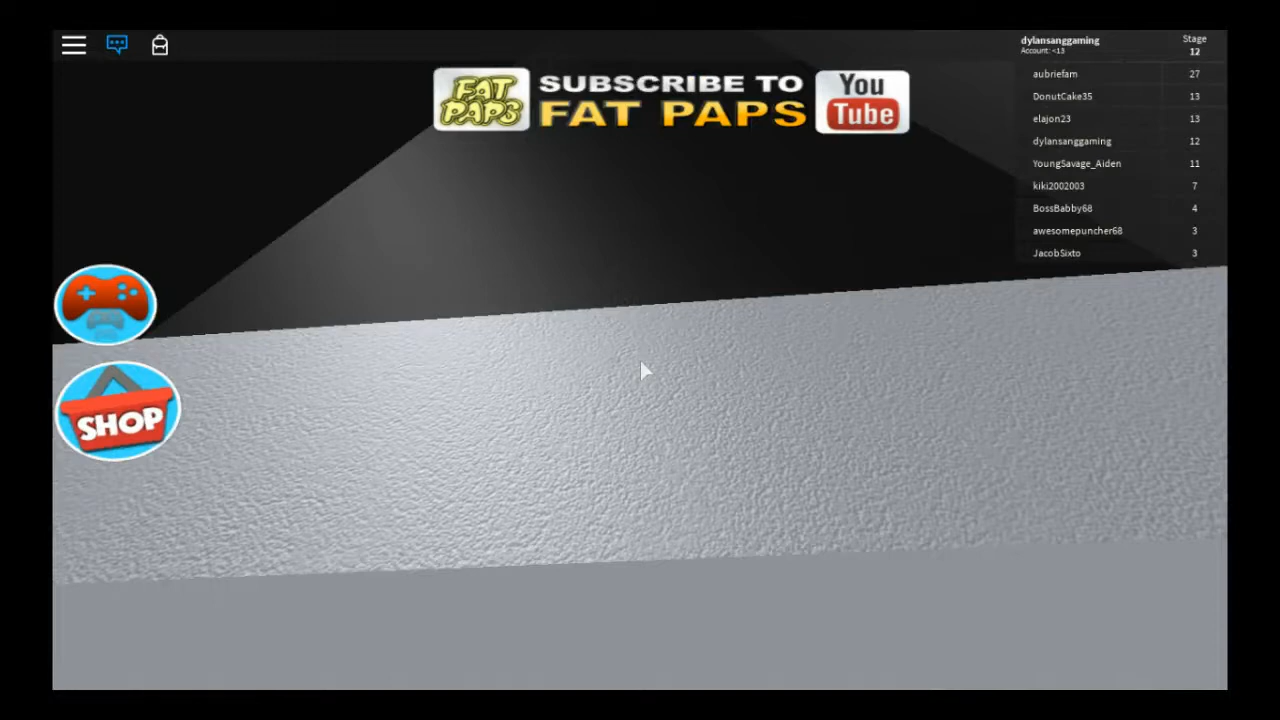 dylansanggaming
Account: <13
Stage
12
FAT
PAPS
SUBSCRIBE TO
FAT PAPS
You
Tube
aubriefam 27
DonutCake35 13
elajon23 13
dylansanggaming 12
YoungSavage_Aiden 11
kiki2002003 7
BossBabby68 4
awesomepuncher68 3
JacobSixto 3
SHOP